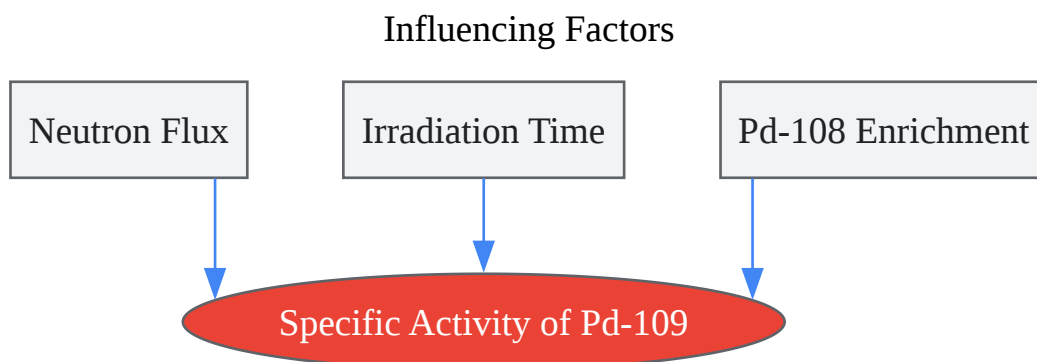 Influencing Factors
Neutron Flux
Irradiation Time
Pd-108 Enrichment
Specific Activity of Pd-109